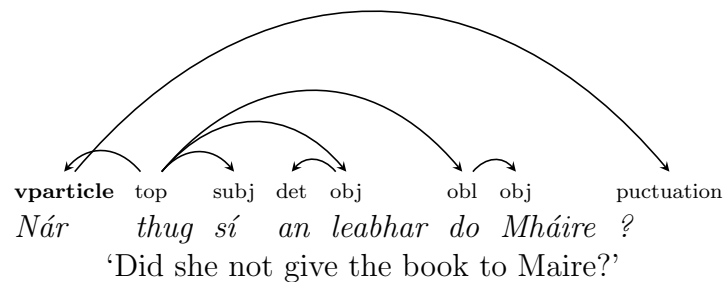 vparticle top subj det obj obl obj puctuation
Nár thug sí an leabhar do Mháire ?
‘Did she not give the book to Maire?’